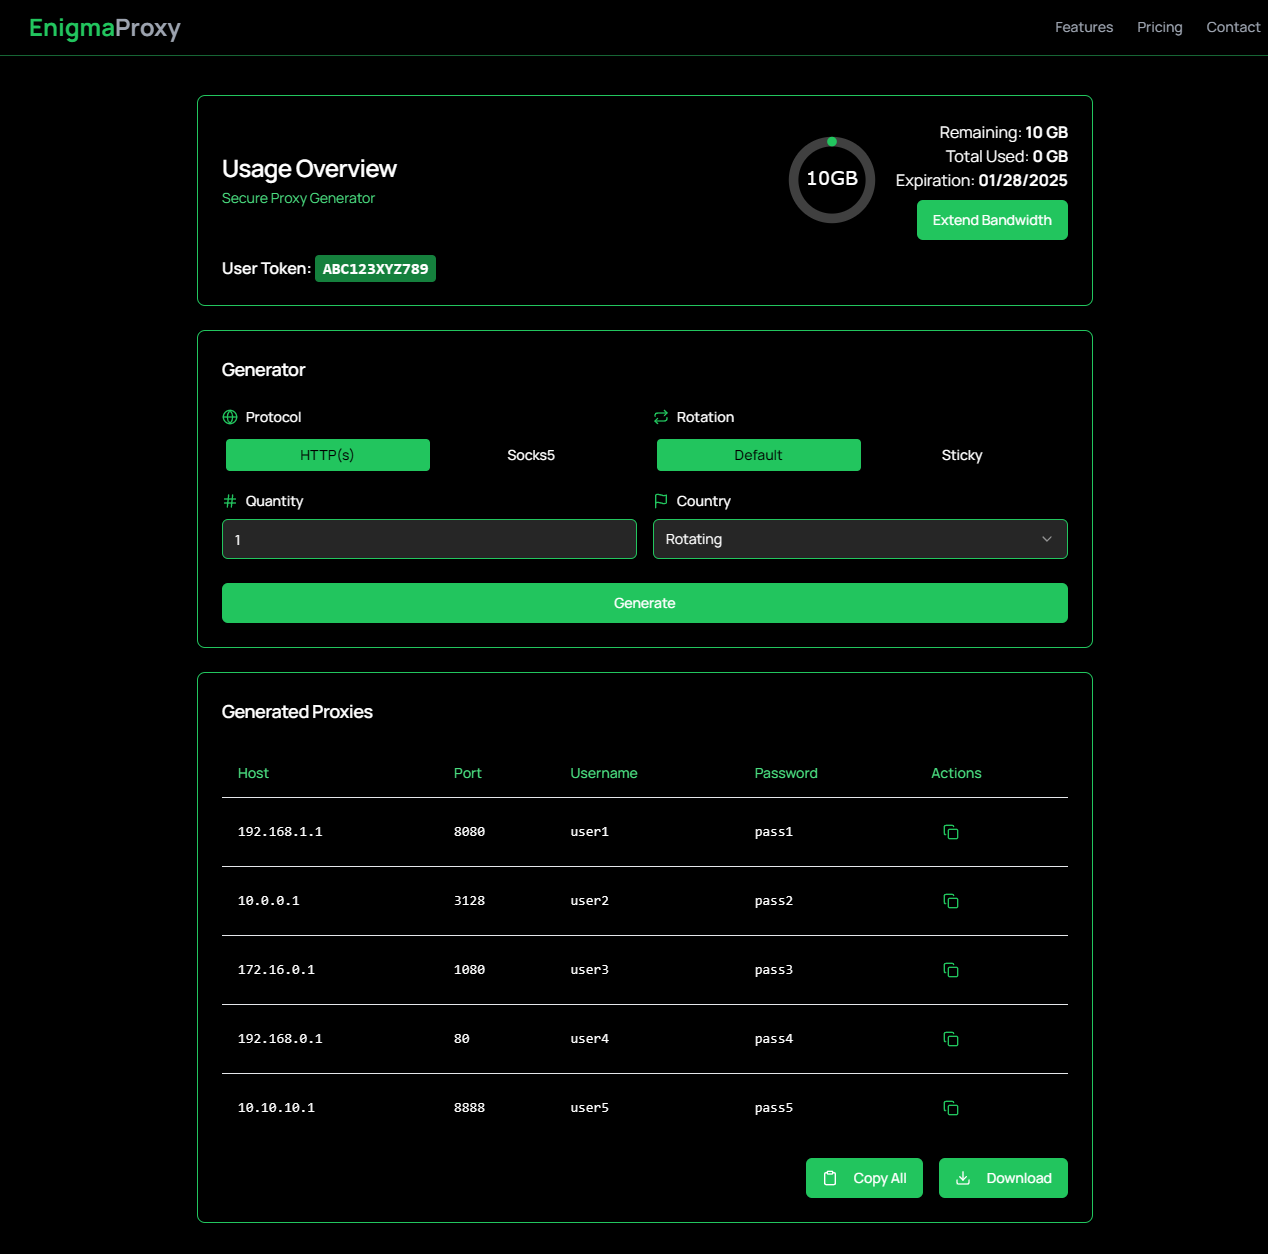 EnigmaProxy
Features Pricing Contact
Usage Overview
Secure Proxy Generator
10GB
Remaining: 10 GB
Total Used: 0 GB
Expiration: 01/28/2025
Extend Bandwidth
User Token: ABC123XYZ789
Generator
Protocol
Rotation
HTTP(s) Socks5
Default Sticky
Quantity
Country
1
Rotating
Generate
Generated Proxies
Host Port Username Password Actions
192.168.1.1 8080 user1 pass1
10.0.0.1 3128 user2 pass2
172.16.0.1 1080 user3 pass3
192.168.0.1 80 user4 pass4
10.10.10.1 8888 user5 pass5
Copy All
Download